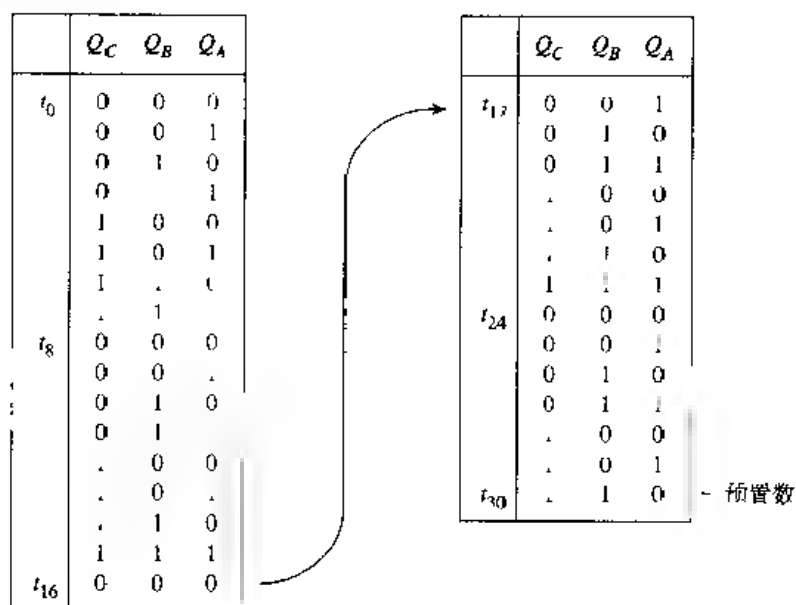 Q_C Q_B Q_A
t_0 0 0 0
0 0 1
0 1 0
0 1
1 0 0
1 0 1
1 .
. 1
t_8 0 0 0
0 0 .
0 1 0
0 1
. 0 0
. 0 .
. 1 0
1 1 1
t_16 0 0 0
Q_C Q_B Q_A
t_17 0 0 1
0 1 0
0 1 1
. 0 0
. 0 1
. 1 0
1 1 1
t_24 0 0 0
0 0 .
0 1 0
0 1 1
. 0 0
. 0 1
t_30 . 1 0 - 预置数